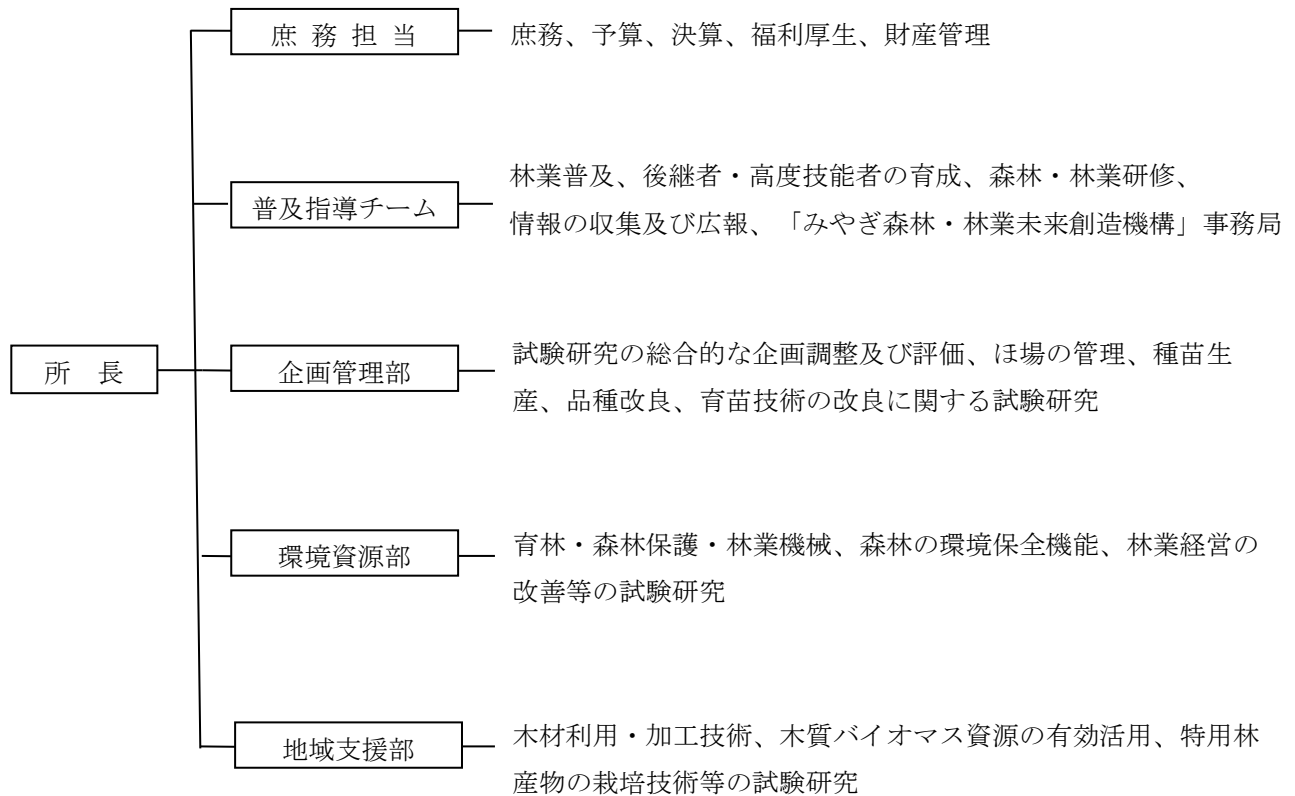 庶務担当
庶務、予算、決算、福利厚生、財産管理
普及指導チーム
林業普及、後継者・高度技能者の育成、森林・林業研修、
情報の収集及び広報、「みやぎ森林・林業未来創造機構」事務局
所長
企画管理部
試験研究の総合的な企画調整及び評価、ほ場の管理、種苗生
産、品種改良、育苗技術の改良に関する試験研究
環境資源部
育林・森林保護・林業機械、森林の環境保全機能、林業経営の
改善等の試験研究
地域支援部
木材利用・加工技術、木質バイオマス資源の有効活用、特用林
産物の栽培技術等の試験研究